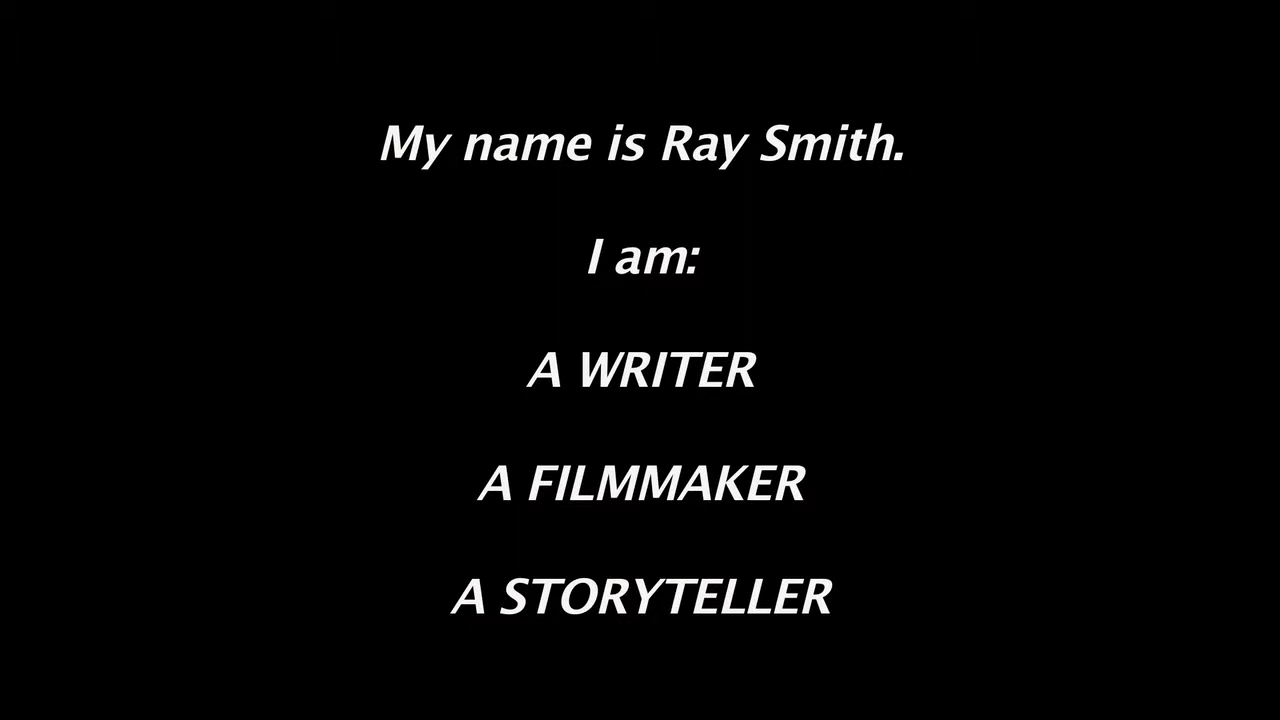 My name is Ray Smith.
I am:
A WRITER
A FILMMAKER
A STORYTELLER